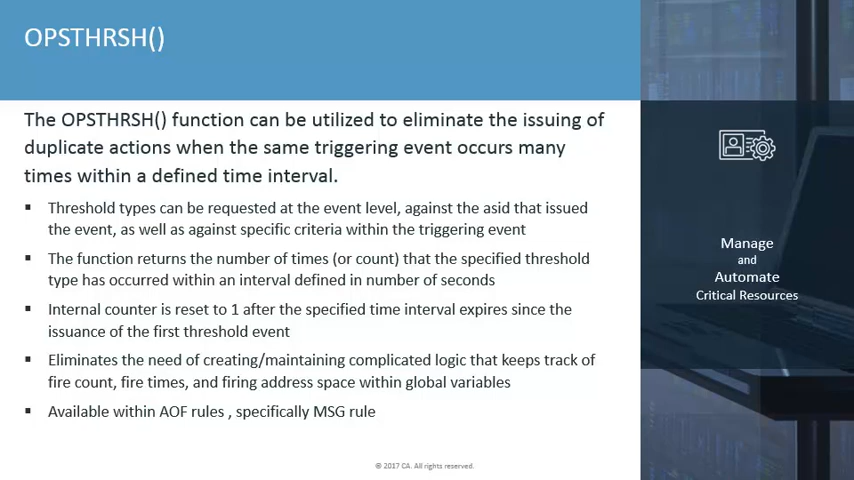 OPSTHRSH()
The OPSTHRSH() function can be utilized to eliminate the issuing of
duplicate actions when the same triggering event occurs many
times within a defined time interval.
▪ Threshold types can be requested at the event level, against the asid that issued
the event, as well as against specific criteria within the triggering event
▪ The function returns the number of times (or count) that the specified threshold
type has occurred within an interval defined in number of seconds
▪ Internal counter is reset to 1 after the specified time interval expires since the
issuance of the first threshold event
▪ Eliminates the need of creating/maintaining complicated logic that keeps track of
fire count, fire times, and firing address space within global variables
▪ Available within AOF rules , specifically MSG rule
Manage
and
Automate
Critical Resources
© 2017 CA. All rights reserved.